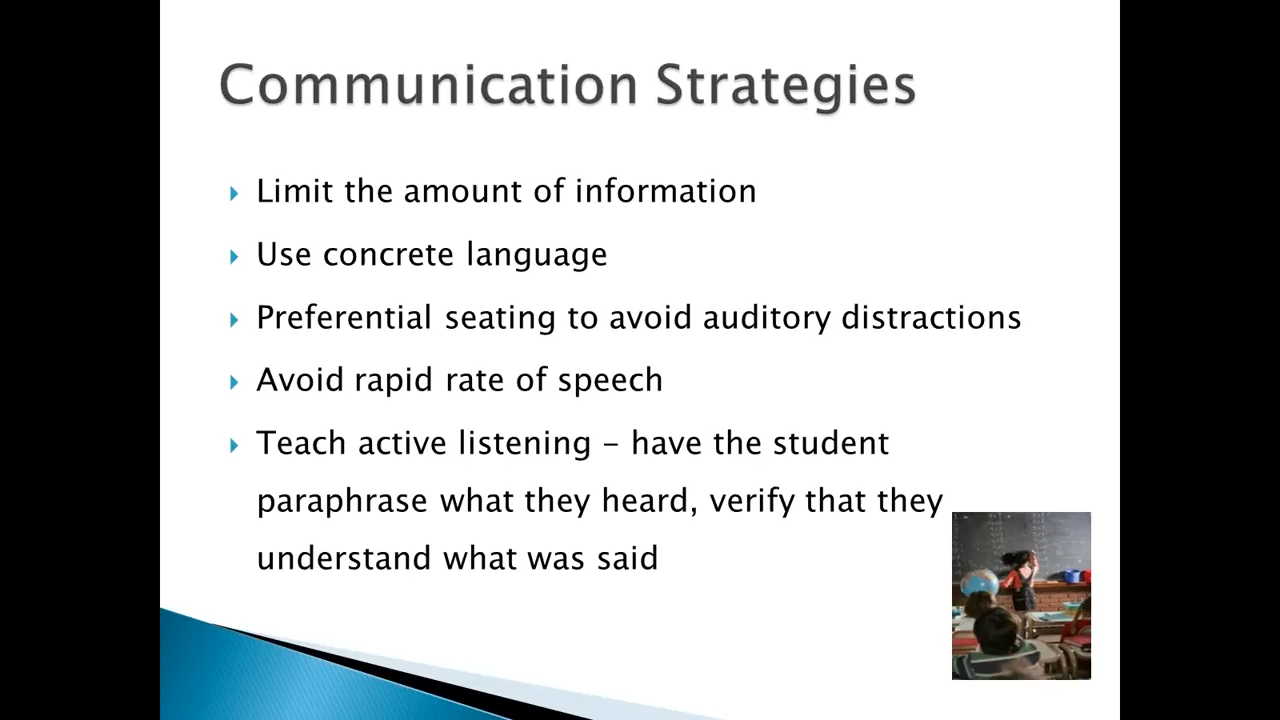 Communication Strategies
Limit the amount of information
Use concrete language
Preferential seating to avoid auditory distractions
Avoid rapid rate of speech
Teach active listening – have the student
paraphrase what they heard, verify that they
understand what was said